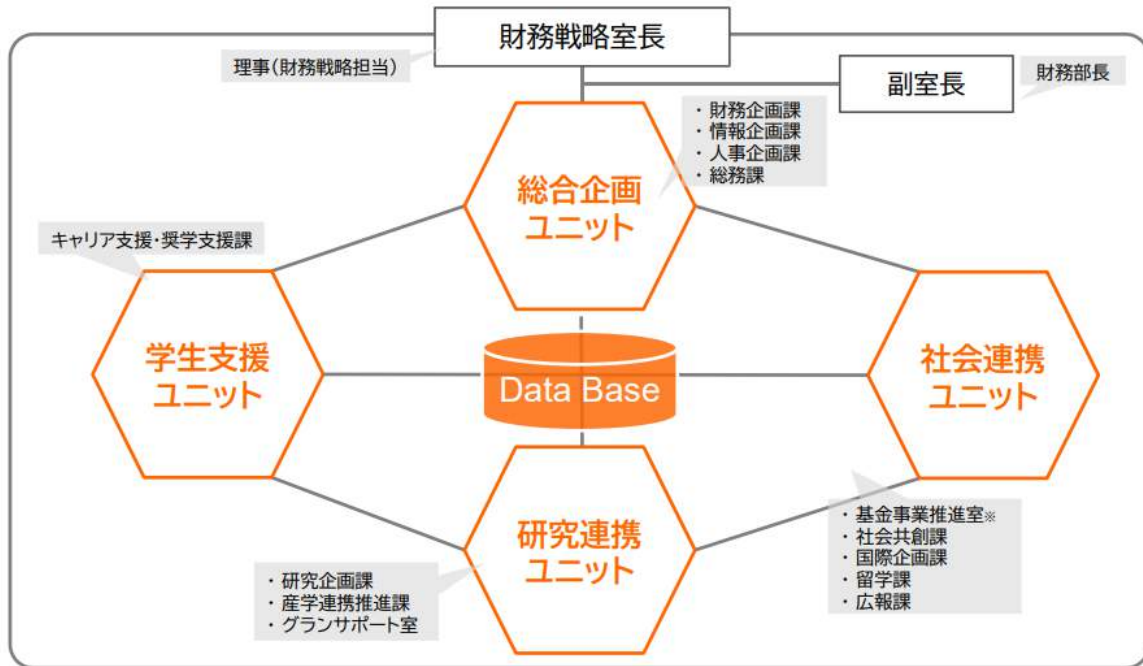 財務戦略室長
理事(財務戦略担当)
副室長
財務部長
・ 財務企画課
・ 情報企画課
・ 人事企画課
・ 総務課
総合企画
ユニット
キャリア支援・奨学支援課
学生支援
ユニット
Data Base
社会連携
ユニット
研究連携
ユニット
・ 研究企画課
・ 産学連携推進課
・ グランサポート室
・ 基金事業推進室※
・ 社会共創課
・ 国際企画課
・ 留学課
・ 広報課